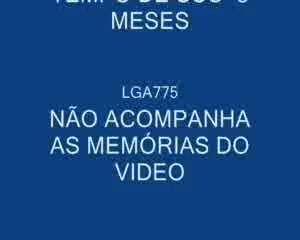 MESES
LGA775
NÃO ACOMPANHA
AS MEMÓRIAS DO
VIDEO